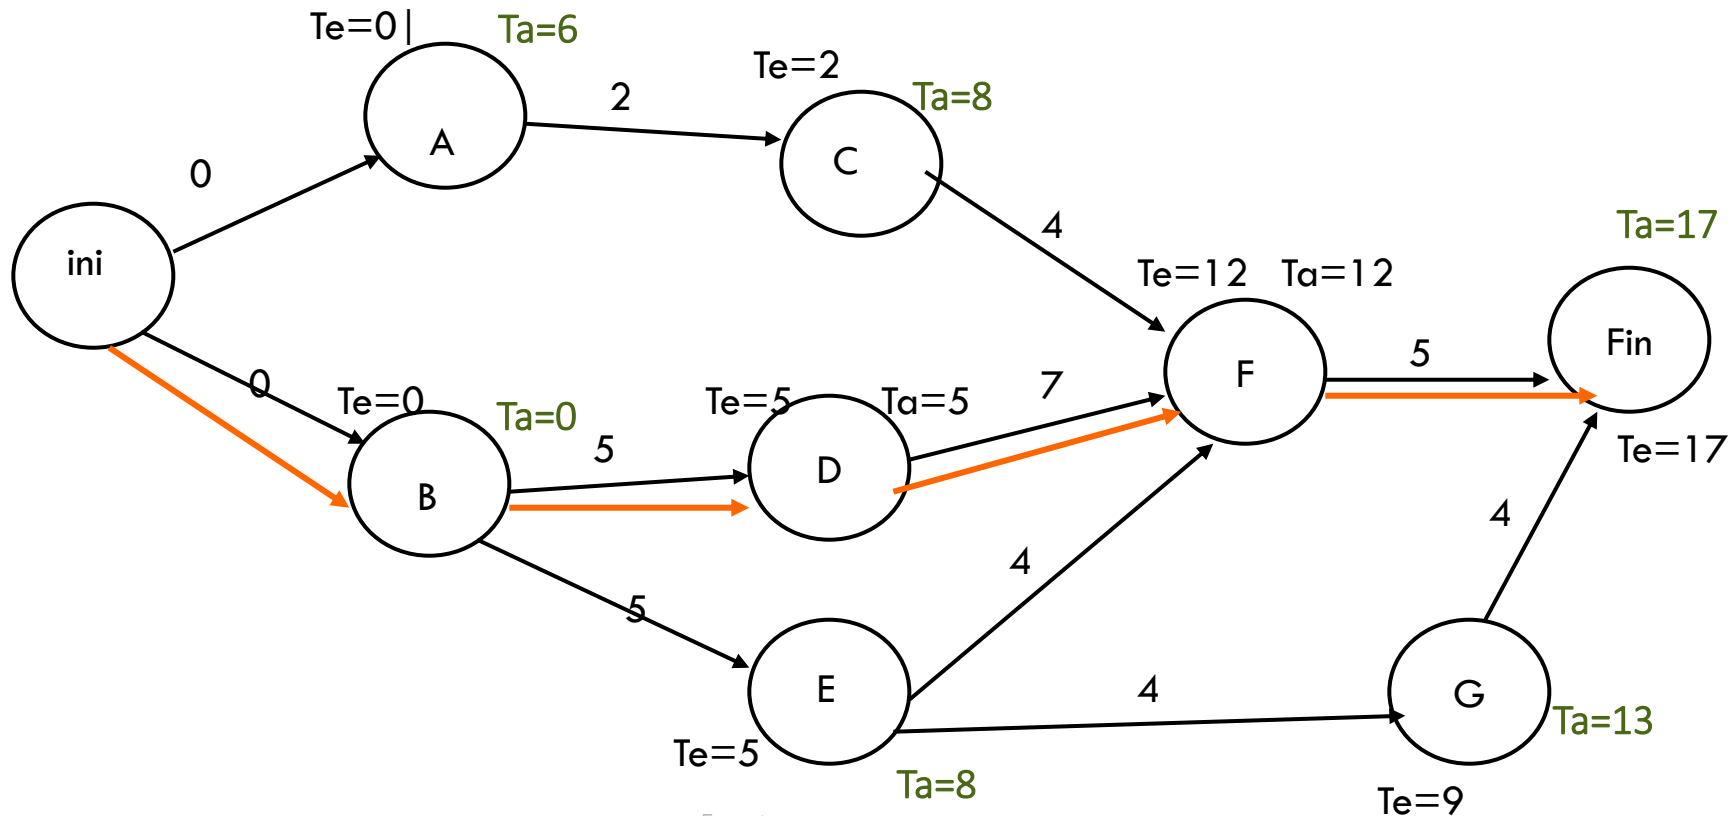 Te=0|
Ta=6
Te=2
Ta=8
2
A
C
0
ini
4
Ta=17
Te=12
Ta=12
Fin
5
F
0
Te=0
Ta=0
Te=5
Ta=5
7
Te=17
5
D
B
4
4
5
E
4
G
Ta=13
Te=5
Ta=8
Te=9